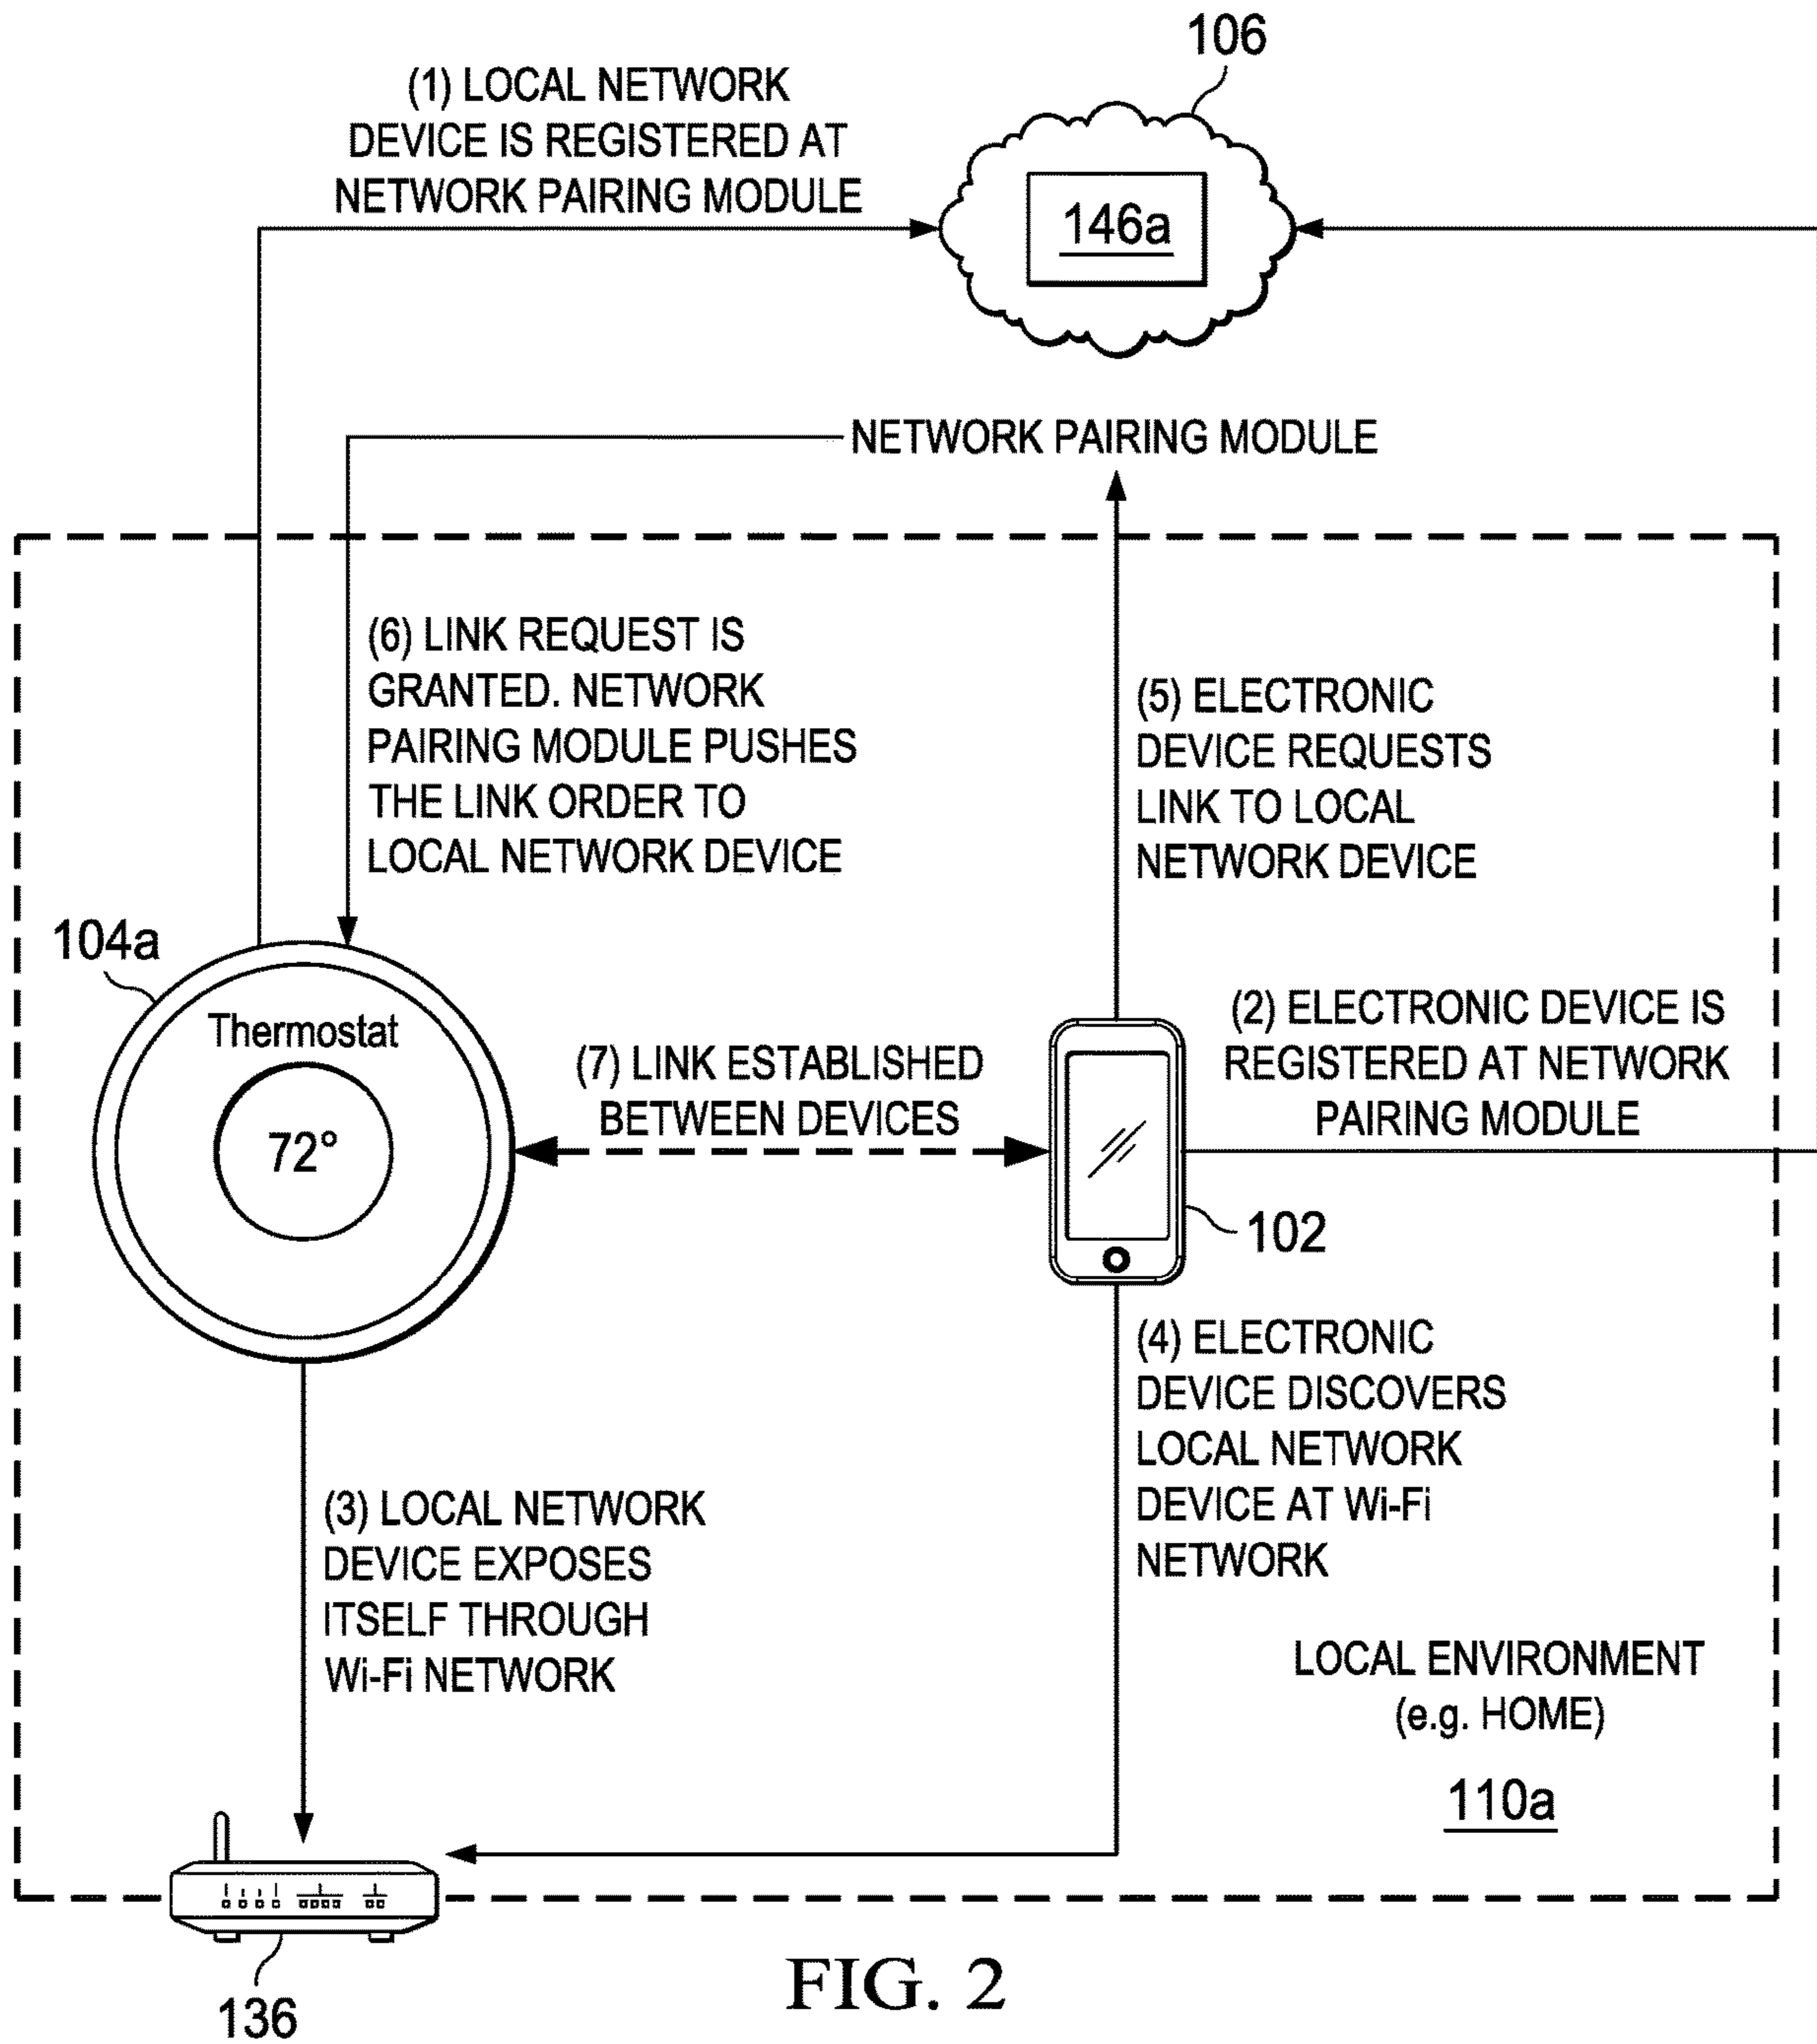 106
(1) LOCAL NETWORK
DEVICE IS REGISTERED AT
NETWORK PAIRING MODULE
146a
NETWORK PAIRING MODULE
(6) LINK REQUEST IS
GRANTED. NETWORK
PAIRING MODULE PUSHES
THE LINK ORDER TO
LOCAL NETWORK DEVICE
(5) ELECTRONIC
DEVICE REQUESTS
LINK TO LOCAL
NETWORK DEVICE
104a
Thermostat
72°
(7) LINK ESTABLISHED
BETWEEN DEVICES
(2) ELECTRONIC DEVICE IS
REGISTERED AT NETWORK
PAIRING MODULE
102
(4) ELECTRONIC
DEVICE DISCOVERS
LOCAL NETWORK
DEVICE AT Wi-Fi
NETWORK
(3) LOCAL NETWORK
DEVICE EXPOSES
ITSELF THROUGH
Wi-Fi NETWORK
LOCAL ENVIRONMENT
(e.g. HOME)
110a
136
FIG. 2